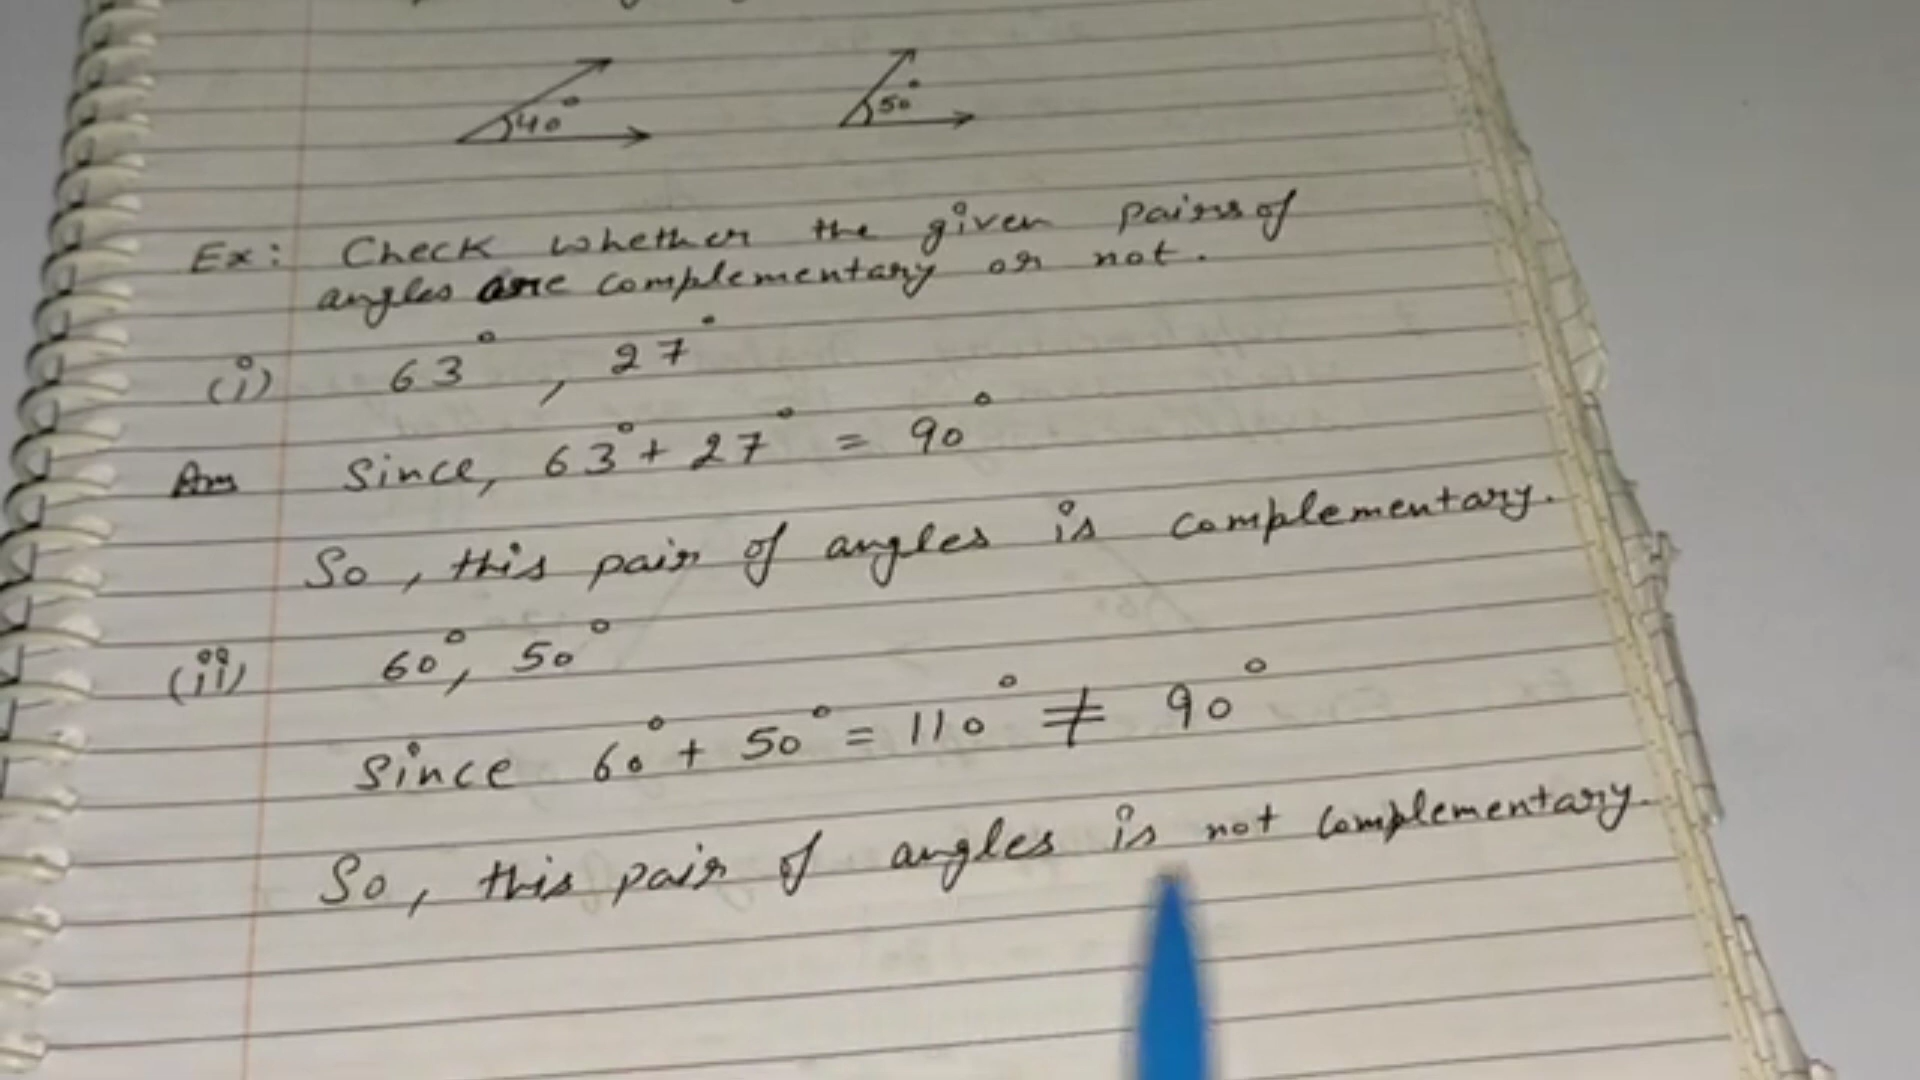 40° 50°
Ex: Check whether the given pairs of
angles are complementary or not.
(i) 63°, 27°
Ans Since, 63° + 27° = 90°
So, this pair of angles is complementary.
(ii) 60°, 50°
Since 60° + 50° = 110° ≠ 90°
So, this pair of angles is not complementary.